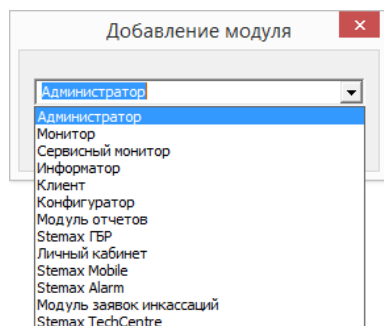 Добавление модуля
Администратор
Администратор
Монитор
Сервисный монитор
Информатор
Клиент
Конфигуратор
Модуль отчетов
Stemax ГБР
Личный кабинет
Stemax Mobile
Stemax Alarm
Модуль заявок инкассаций
Stemax TechCentre